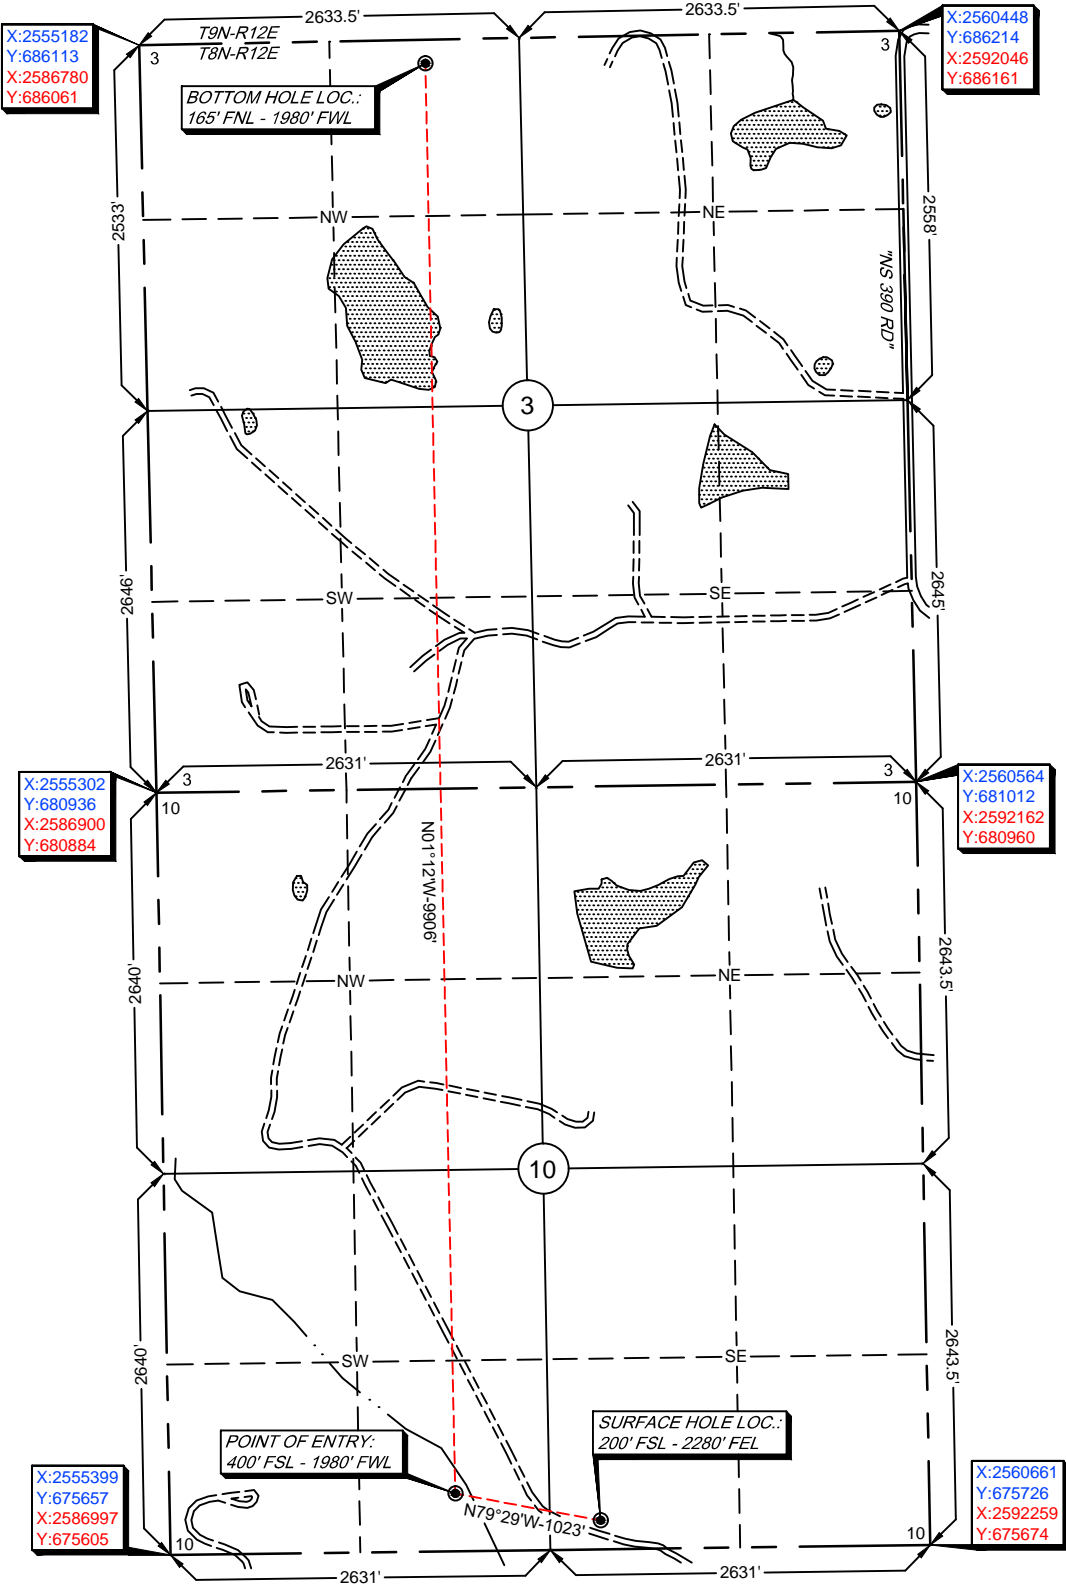 2633.5'
2633.5'
X:2555182
Y:686113
X:2586780
Y:686061
T9N-R12E
T8N-R12E
3
3
X:2560448
Y:686214
X:2592046
Y:686161
BOTTOM HOLE LOC.:
165' FNL - 1980' FWL
2533'
NW
NE
2558'
"NS 390 RD"
3
2646'
SW
SE
2645'
2631'
2631'
3
3
10
10
X:2555302
Y:680936
X:2586900
Y:680884
X:2560564
Y:681012
X:2592162
Y:680960
N01°12'W-9906'
2640'
NW
NE
2643.5'
10
2640'
SW
SE
2643.5'
POINT OF ENTRY:
400' FSL - 1980' FWL
SURFACE HOLE LOC.:
200' FSL - 2280' FEL
X:2555399
Y:675657
X:2586997
Y:675605
N79°29'W-1023'
10
10
X:2560661
Y:675726
X:2592259
Y:675674
2631'
2631'